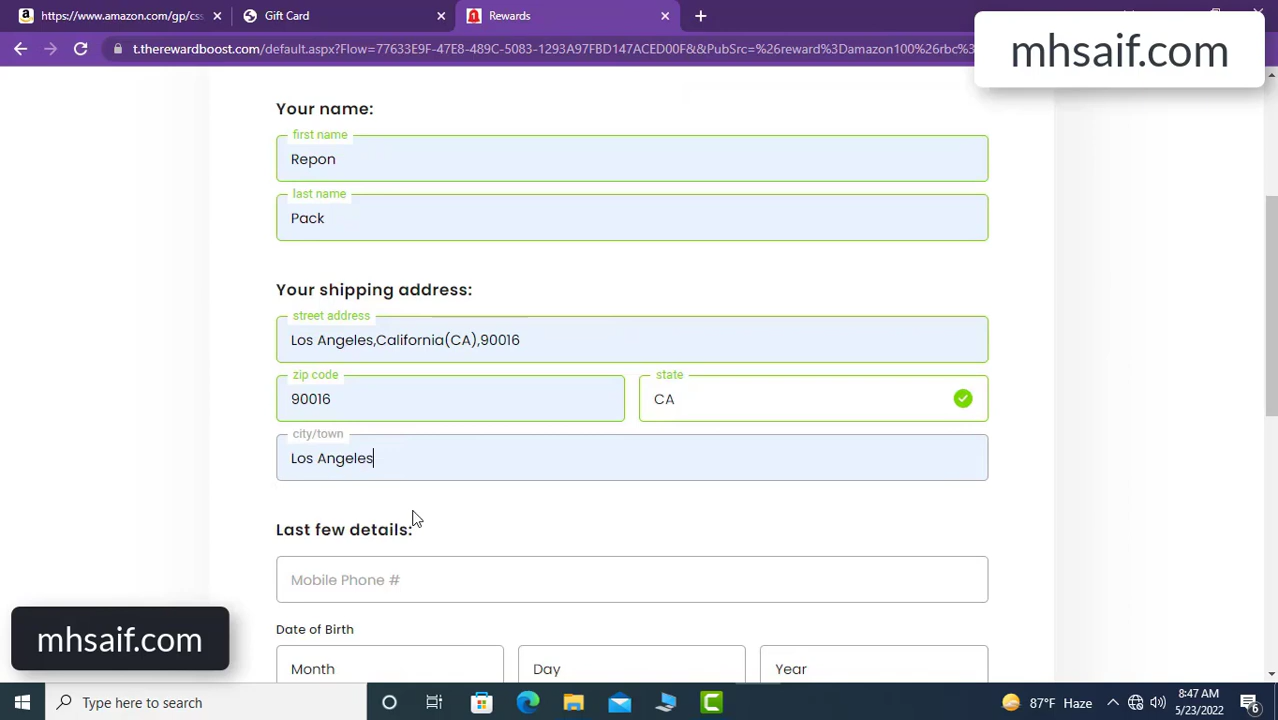 https://www.amazon.com/gp/css
Gift Card
Rewards
t.therewardboost.com/default.aspx?Flow=77633E9F-47E8-489C-5083-1293A97FBD147ACED00F&&PubSrc=%26reward%3Damazon100%26rbc%3
mhsaif.com
Your name:
first name
Repon
last name
Pack
Your shipping address:
street address
Los Angeles,California(CA),90016
zip code
90016
state
CA
city/town
Los Angeles
Last few details:
Mobile Phone #
Date of Birth
Month
Day
Year
mhsaif.com
Type here to search
87°F Haze
8:47 AM
5/23/2022
6